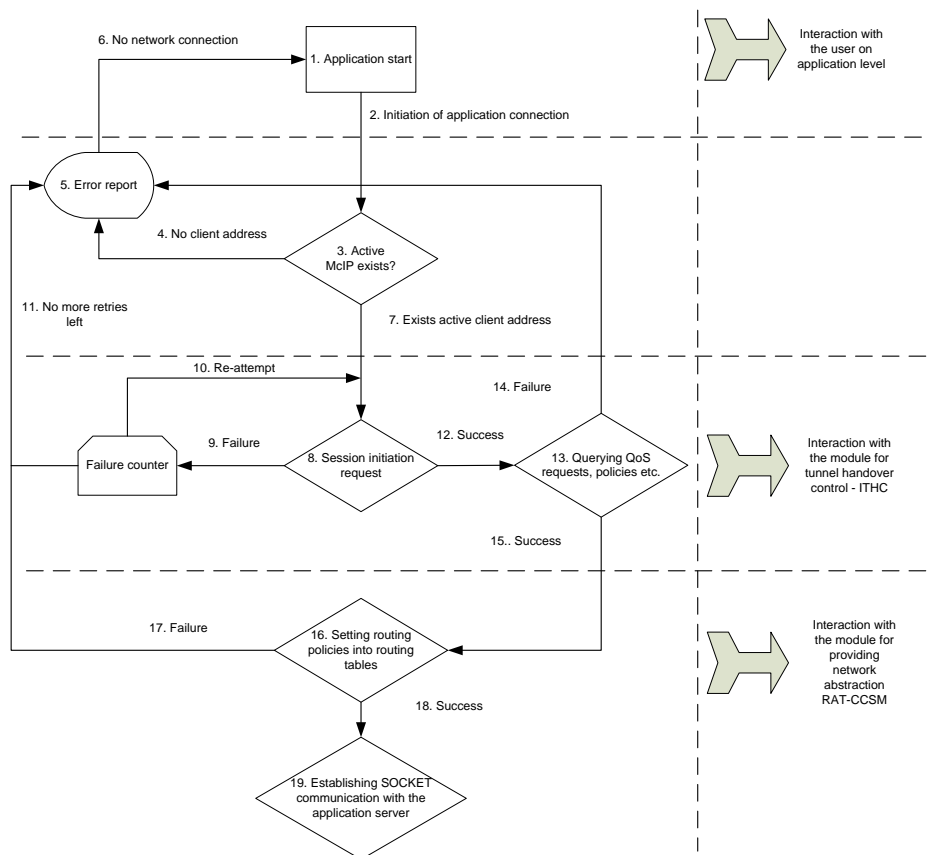 6. No network connection
1. Application start
Interaction with
the user on
application level
2. Initiation of application connection
5. Error report
4. No client address
3. Active
McIP exists?
11. No more retries
left
7. Exists active client address
10. Re-attempt
14. Failure
9. Failure
12. Success
Failure counter
8. Session initiation
request
13. Querying QoS
requests, policies etc.
Interaction with
the module for
tunnel handover
control - ITHC
15.. Success
17. Failure
16. Setting routing
policies into routing
tables
Interaction with
the module for
providing
network
abstraction
RAT-CCSM
18. Success
19. Establishing SOCKET
communication with the
application server